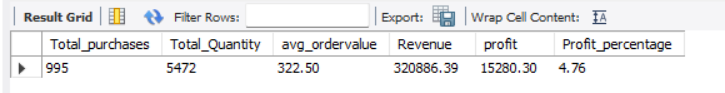 Result Grid Filter Rows: Export: Wrap Cell Content: IA
Total_purchases Total_Quantity avg_ordervalue Revenue profit Profit_percentage
995 5472 322.50 320886.39 15280.30 4.76